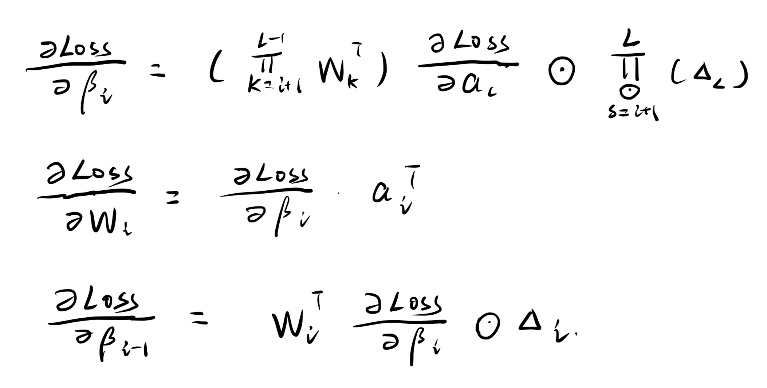 ∂Loss/∂β_i = ( ∏_{k=i+1}^{L-1} W_k^T ) ∂Loss/∂a_L ⊙ ∏_{⊙ s=i+1}^{L} (Δ_L)
∂Loss/∂W_i = ∂Loss/∂β_i · a_i^T
∂Loss/∂β_{i-1} = W_i^T ∂Loss/∂β_i ⊙ Δ_i.